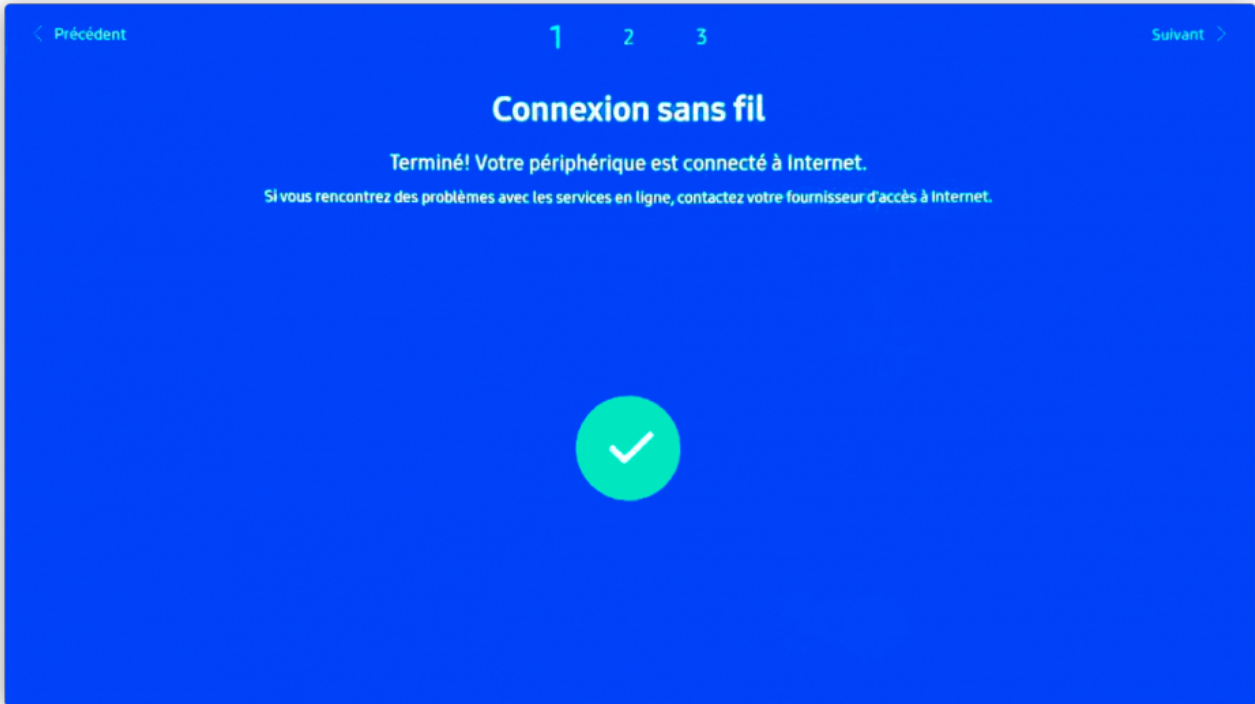 Précédent
1 2 3
Suivant
Connexion sans fil
Terminé! Votre périphérique est connecté à Internet.
Si vous rencontrez des problèmes avec les services en ligne, contactez votre fournisseur d'accès à Internet.